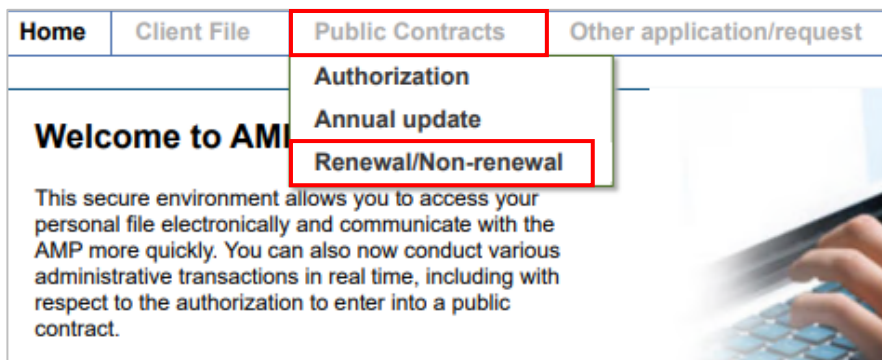 Home Client File Public Contracts Other application/request
Authorization
Annual update
Renewal/Non-renewal
Welcome to
This secure environment allows you to access your
personal file electronically and communicate with the
AMP more quickly. You can also now conduct various
administrative transactions in real time, including with
respect to the authorization to enter into a public
contract.